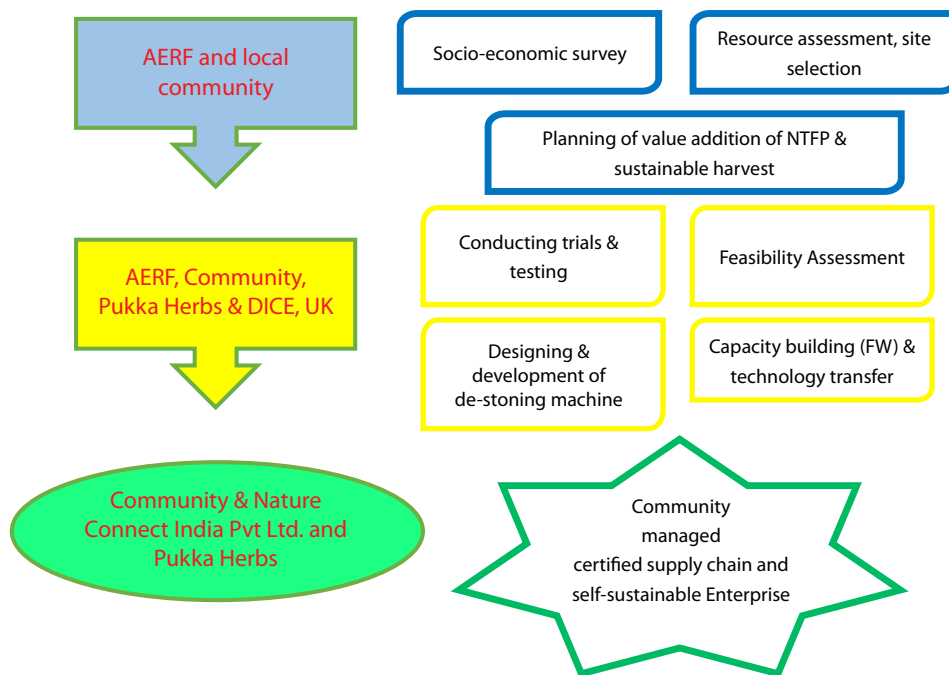 AERF and local
community
Socio-economic survey
Resource assessment, site
selection
Planning of value addition of NTFP &
sustainable harvest
AERF, Community,
Pukka Herbs & DICE, UK
Conducting trials &
testing
Feasibility Assessment
Designing &
development of
de-stoning machine
Capacity building (FW) &
technology transfer
Community & Nature
Connect India Pvt Ltd. and
Pukka Herbs
Community
managed
certified supply chain and
self-sustainable Enterprise